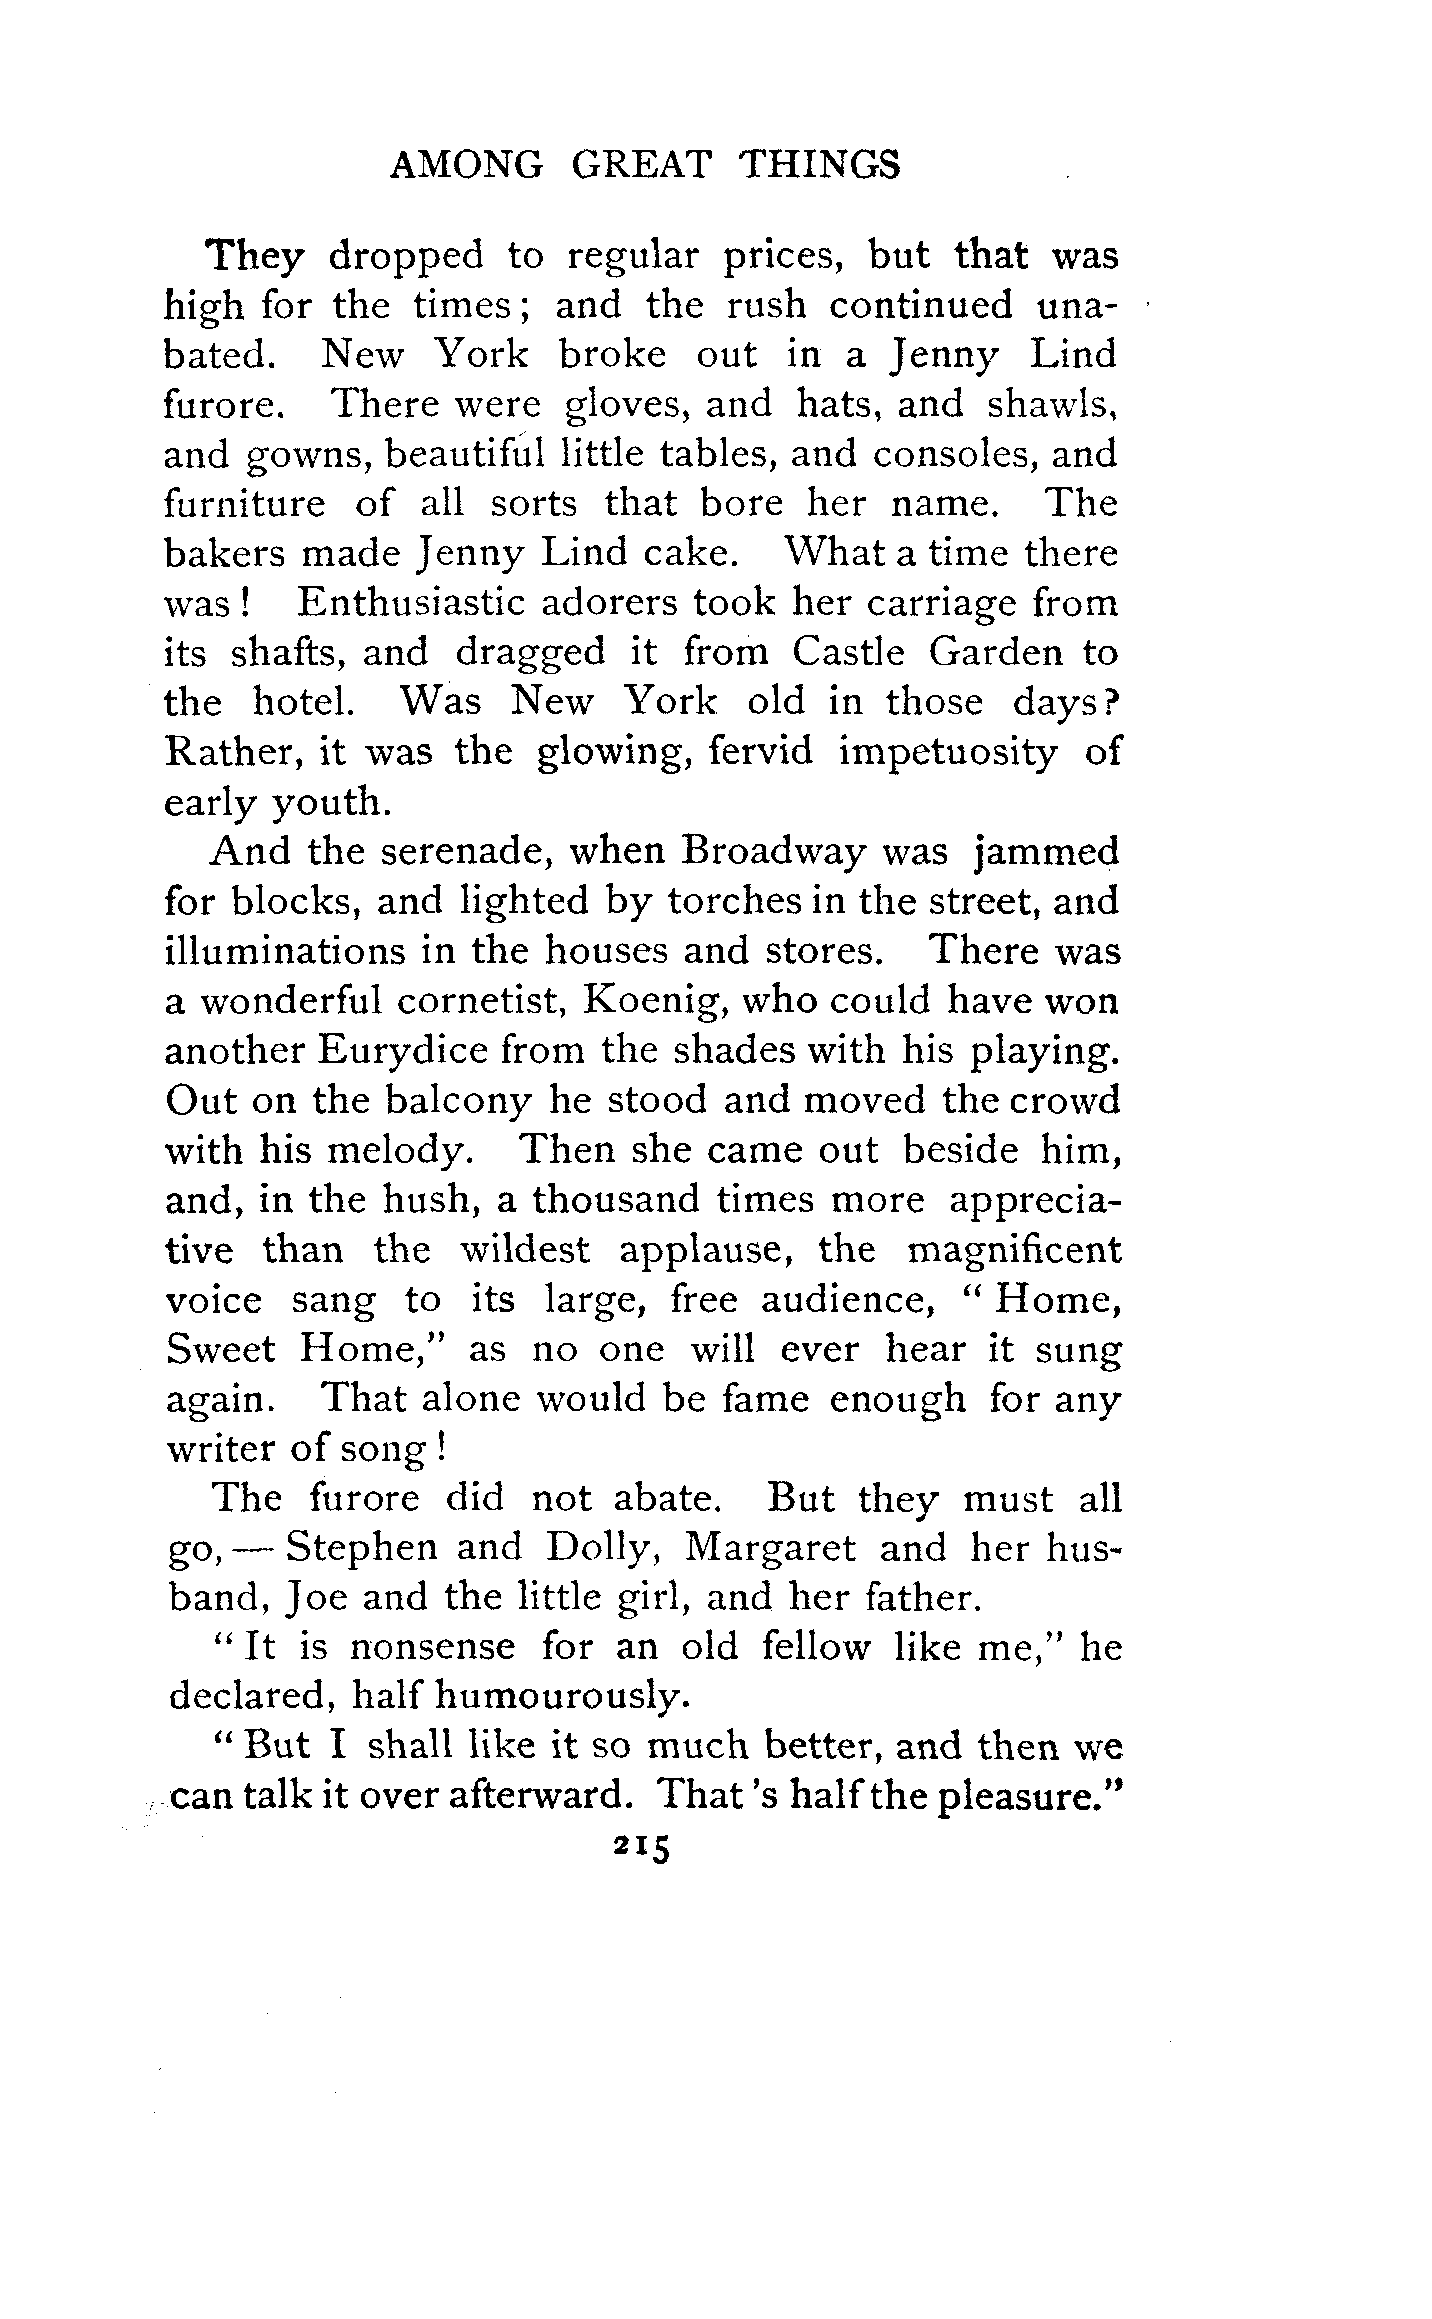 AMONG GREAT THINGS
They dropped to regular prices, but that was
high for the times; and the rush continued una-
bated. New York broke out in a Jenny Lind
furore. There were gloves, and hats, and shawls,
and gowns, beautiful little tables, and consoles, and
furniture of all sorts that bore her name. The
bakers made Jenny Lind cake. What a time there
was! Enthusiastic adorers took her carriage from
its shafts, and dragged it from Castle Garden to
the hotel. Was New York old in those days?
Rather, it was the glowing, fervid impetuosity of
early youth.
And the serenade, when Broadway was jammed
for blocks, and lighted by torches in the street, and
illuminations in the houses and stores. There was
a wonderful cornetist, Koenig, who could have won
another Eurydice from the shades with his playing.
Out on the balcony he stood and moved the crowd
with his melody. Then she came out beside him,
and, in the hush, a thousand times more apprecia-
tive than the wildest applause, the magnificent
voice sang to its large, free audience, "Home,
Sweet Home," as no one will ever hear it sung
again. That alone would be fame enough for any
writer of song!
The furore did not abate. But they must all
go,— Stephen and Dolly, Margaret and her hus-
band, Joe and the little girl, and her father.
"It is nonsense for an old fellow like me," he
declared, half humourously.
"But I shall like it so much better, and then we
can talk it over afterward. That's half the pleasure."
215